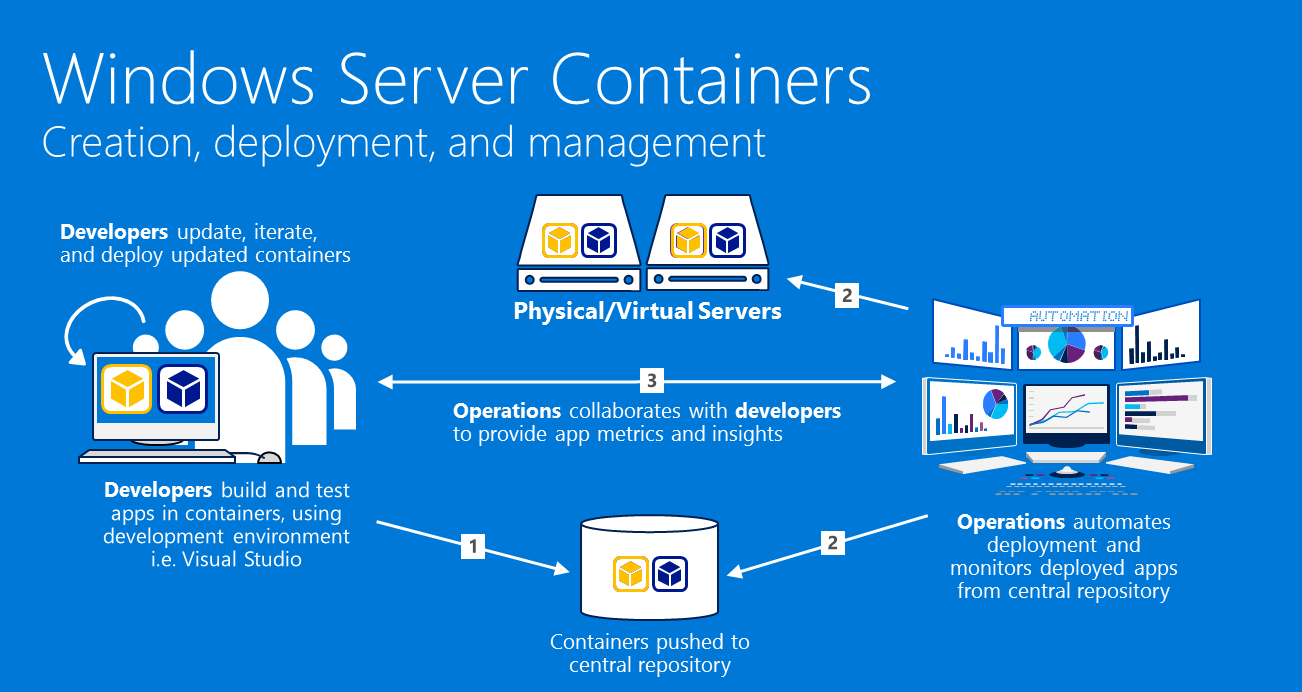 Windows Server Containers
Creation, deployment, and management
Developers update, iterate,
and deploy updated containers
Physical/Virtual Servers
2
AUTOMATION
3
Operations collaborates with developers
to provide app metrics and insights
Developers build and test
apps in containers, using
development environment
i.e. Visual Studio
1
2
Operations automates
deployment and
monitors deployed apps
from central repository
Containers pushed to
central repository